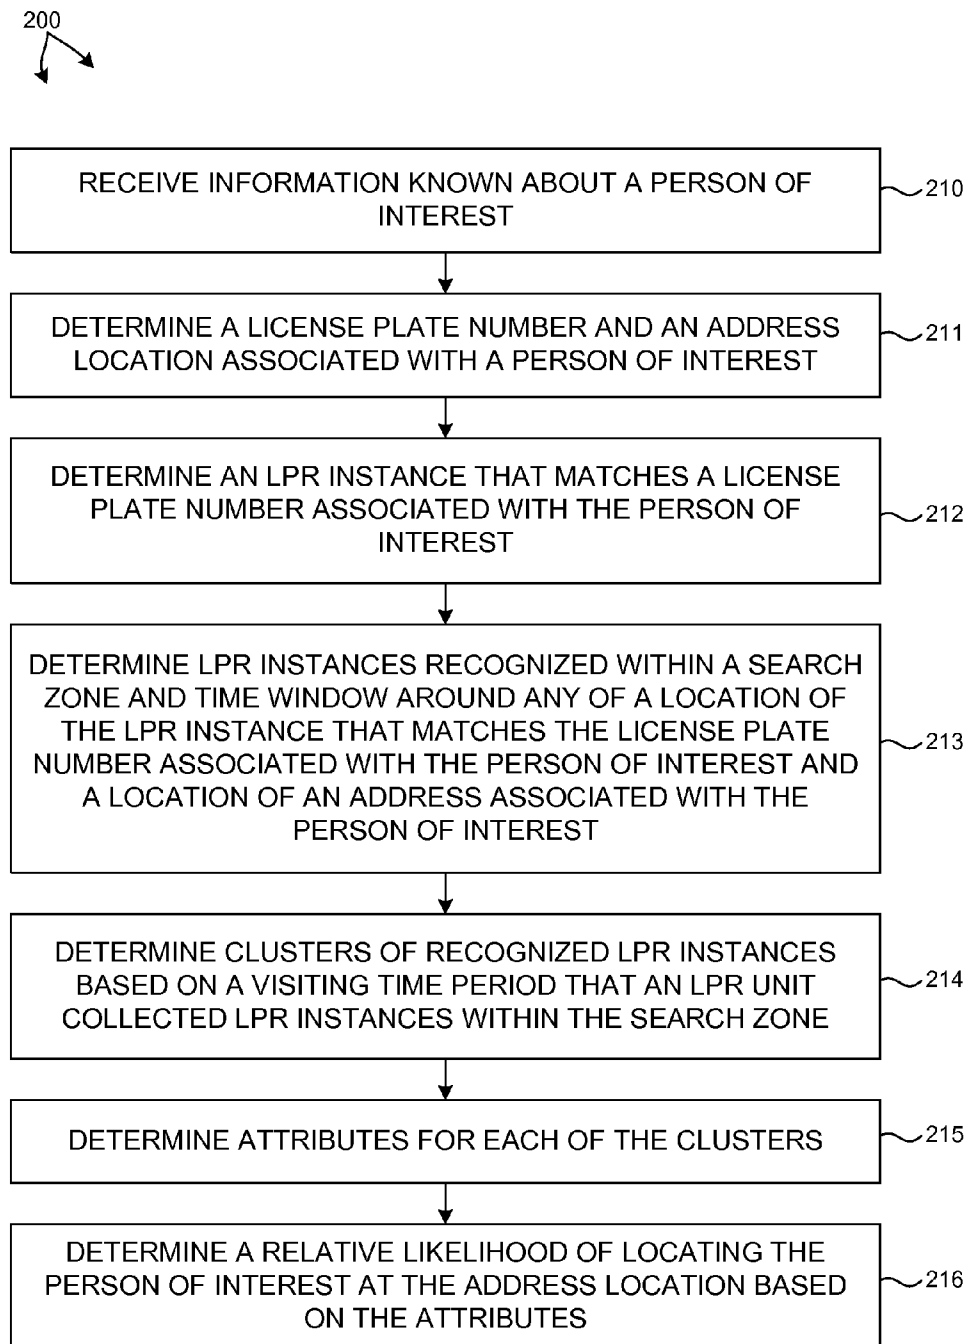 200
RECEIVE INFORMATION KNOWN ABOUT A PERSON OF
INTEREST
210
DETERMINE A LICENSE PLATE NUMBER AND AN ADDRESS
LOCATION ASSOCIATED WITH A PERSON OF INTEREST
211
DETERMINE AN LPR INSTANCE THAT MATCHES A LICENSE
PLATE NUMBER ASSOCIATED WITH THE PERSON OF
INTEREST
212
DETERMINE LPR INSTANCES RECOGNIZED WITHIN A SEARCH
ZONE AND TIME WINDOW AROUND ANY OF A LOCATION OF
THE LPR INSTANCE THAT MATCHES THE LICENSE PLATE
NUMBER ASSOCIATED WITH THE PERSON OF INTEREST AND
A LOCATION OF AN ADDRESS ASSOCIATED WITH THE
PERSON OF INTEREST
213
DETERMINE CLUSTERS OF RECOGNIZED LPR INSTANCES
BASED ON A VISITING TIME PERIOD THAT AN LPR UNIT
COLLECTED LPR INSTANCES WITHIN THE SEARCH ZONE
214
DETERMINE ATTRIBUTES FOR EACH OF THE CLUSTERS
215
DETERMINE A RELATIVE LIKELIHOOD OF LOCATING THE
PERSON OF INTEREST AT THE ADDRESS LOCATION BASED
ON THE ATTRIBUTES
216